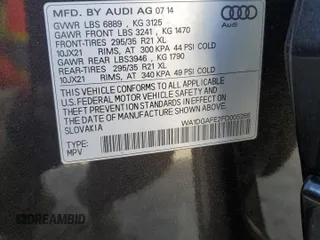 MFD. BY AUDI AG 07 14
GVWR LBS 6889 , KG 3125
GAWR FRONT LBS 3241 , KG 1470
FRONT-TIRES 295/35 R21 XL
10JX21 RIMS, AT 300 KPA 44 PSI COLD
GAWR REAR LBS3946 , KG 1790
REAR-TIRES 295/35 R21 XL
10JX21 RIMS, AT 340 KPA 49 PSI COLD
THIS VEHICLE CONFORMS TO ALL APPLICABLE
U.S. FEDERAL MOTOR VEHICLE SAFETY STANDARDS
IN EFFECT ON THE DATE OF MANUFACTURE SHOWN ABOVE.
SLOVAKIA
TYPE:
MPV
Audi
© DREAMBID